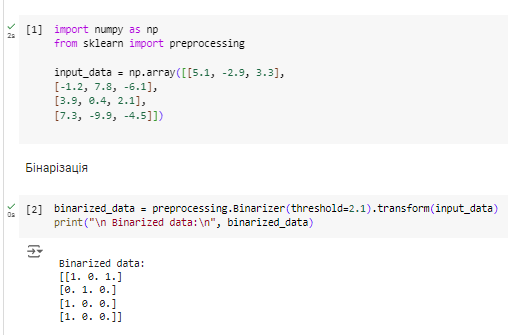 [1] import numpy as np
from sklearn import preprocessing
input_data = np.array([[5.1, -2.9, 3.3],
[-1.2, 7.8, -6.1],
[3.9, 0.4, 2.1],
[7.3, -9.9, -4.5]])
2s
Бінарізація
[2] binarized_data = preprocessing.Binarizer(threshold=2.1).transform(input_data)
0s print("\n Binarized data:\n", binarized_data)
Binarized data:
[[1. 0. 1.]
[0. 1. 0.]
[1. 0. 0.]
[1. 0. 0.]]